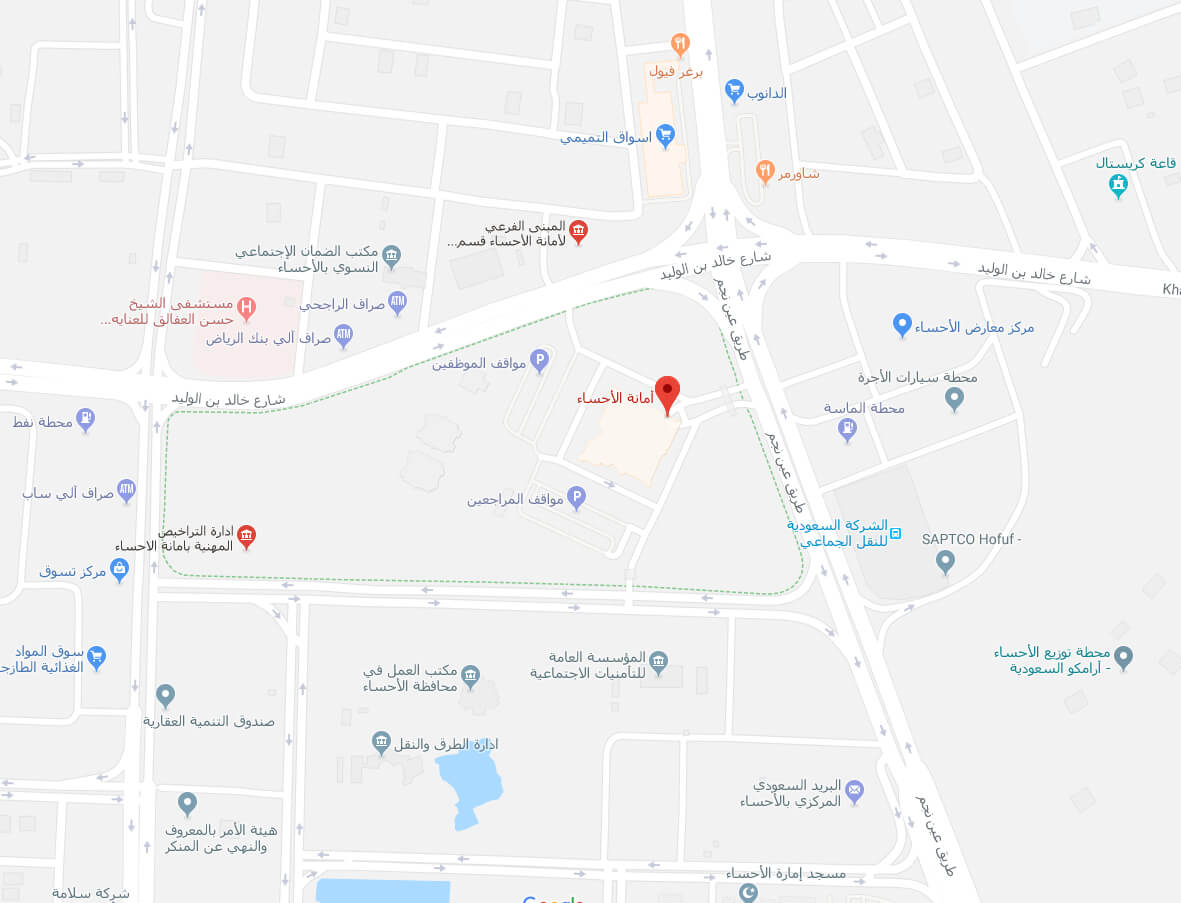 برغر فيول
الدانوب
اسواق التميمي
شاورمر
قاعة كريستال
المبنى الفرعي
لأمانة الأحساء قسم...
مكتب الضمان الإجتماعي
النسوي بالأحساء
شارع خالد بن الوليد
شارع خالد بن الوليد
Kha
مستشفى الشيخ
حسن العفالق للعنايه...
صراف الراجحي
صراف آلي بنك الرياض
طريق عين نجم
مركز معارض الأحساء
مواقف الموظفين
محطة سيارات الأجرة
أمانة الأحساء
شارع خالد بن الوليد
محطة الماسة
محطة نفط
طريق عين نجم
صراف آلي ساب
مواقف المراجعين
ادارة التراخيص
المهنية بامانة الاحساء
الشركة السعودية
للنقل الجماعي
SAPTCO Hofuf -
مركز تسوق
سوق المواد
الغذائية الطازجة
المؤسسة العامة
للتأمنيات الاجتماعية
محطة توزيع الأحساء
- أرامكو السعودية
مكتب العمل في
محافظة الأحساء
صندوق التنمية العقارية
ادارة الطرق والنقل
البريد السعودي
المركزي بالأحساء
طريق عين نجم
هيئة الأمر بالمعروف
والنهي عن المنكر
مسجد إمارة الأحساء
شركة سلامة
Google